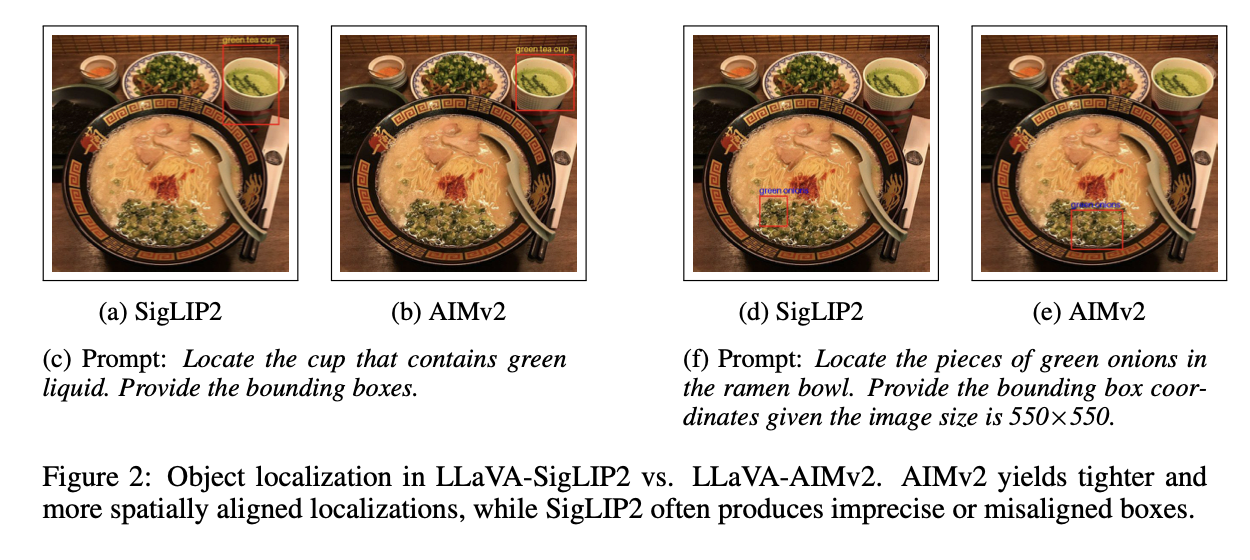 green tea cup
green tea cup
green onions
green onions
(a) SigLIP2
(b) AIMv2
(d) SigLIP2
(e) AIMv2
(c) Prompt: Locate the cup that contains green
liquid. Provide the bounding boxes.
(f) Prompt: Locate the pieces of green onions in
the ramen bowl. Provide the bounding box coor-
dinates given the image size is 550×550.
Figure 2: Object localization in LLaVA-SigLIP2 vs. LLaVA-AIMv2. AIMv2 yields tighter and
more spatially aligned localizations, while SigLIP2 often produces imprecise or misaligned boxes.